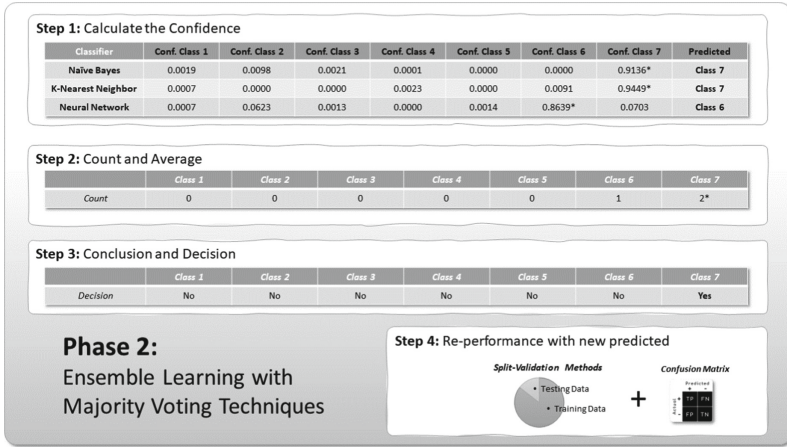 Step 1: Calculate the Confidence
Classifier Conf. Class 1 Conf. Class 2 Conf. Class 3 Conf. Class 4 Conf. Class 5 Conf. Class 6 Conf. Class 7 Predicted
Naïve Bayes 0.0019 0.0098 0.0021 0.0001 0.0000 0.0000 0.9136* Class 7
K-Nearest Neighbor 0.0007 0.0000 0.0000 0.0023 0.0000 0.0091 0.9449* Class 7
Neural Network 0.0007 0.0623 0.0013 0.0000 0.0014 0.8639* 0.0703 Class 6
Step 2: Count and Average
Class 1 Class 2 Class 3 Class 4 Class 5 Class 6 Class 7
Count 0 0 0 0 0 1 2*
Step 3: Conclusion and Decision
Class 1 Class 2 Class 3 Class 4 Class 5 Class 6 Class 7
Decision No No No No No No Yes
Phase 2:
Ensemble Learning with
Majority Voting Techniques
Step 4: Re-performance with new predicted
Split-Validation Methods
• Testing Data
• Training Data
+
Confusion Matrix
Predicted
+ -
Actual
+ TP FN
- FP TN